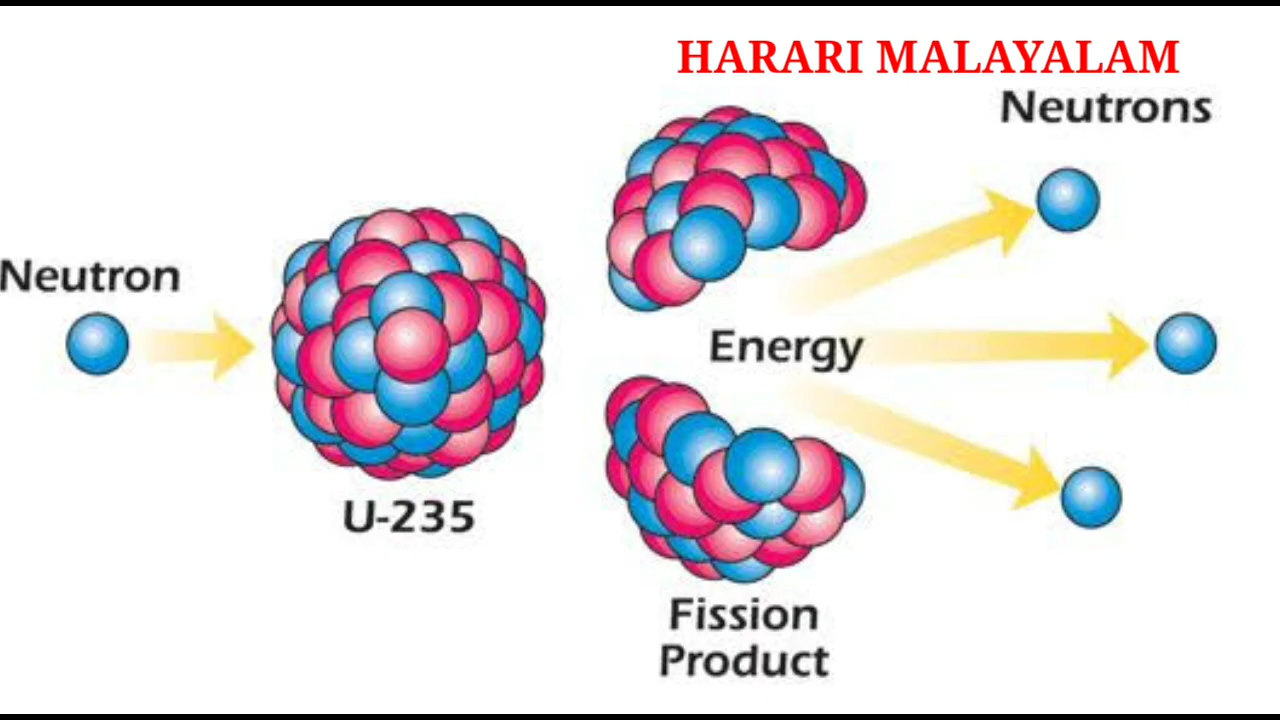 HARARI MALAYALAM
Neutrons
Neutron
Energy
U-235
Fission
Product